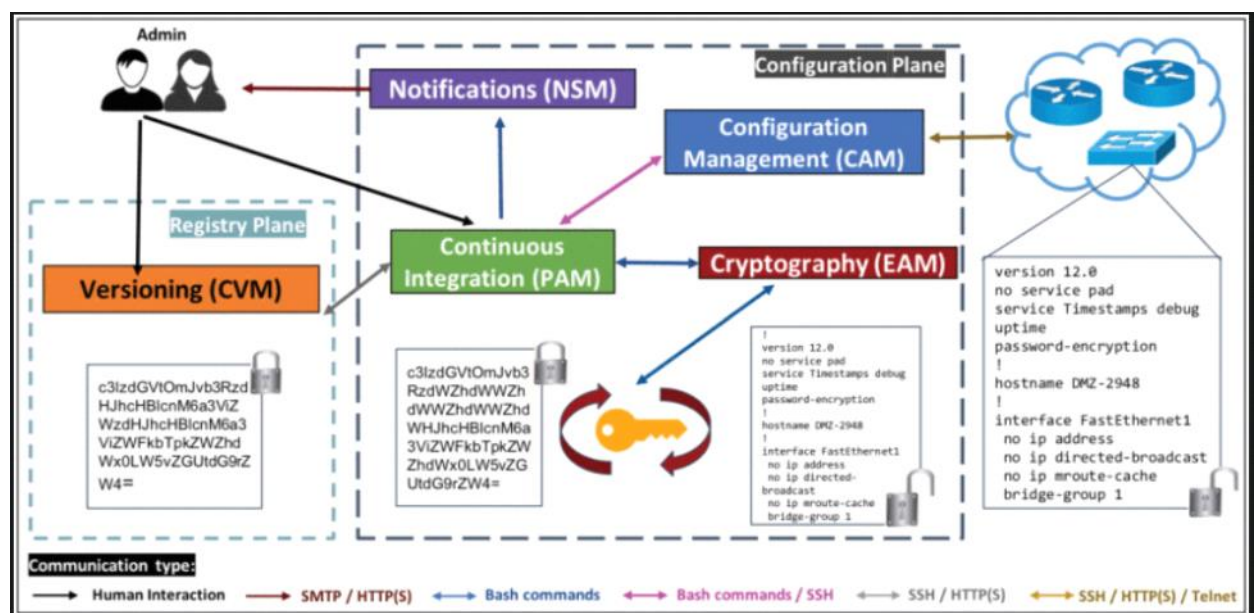 Admin
Notifications (NSM)
Configuration Plane
Configuration
Management (CAM)
Registry Plane
Continuous
Integration (PAM)
Cryptography (EAM)
Versioning (CVM)
c3lzdGVtOmJvb3Rzd
HJhcHBlcnM6a3ViZ
WzdHJhcHBlcnM6a3
ViZWFkbTpkZWZhd
Wx0LW5vZGUtdG9rZ
W4=
c3lzdGVtOmJvb3
RzdWZhdWWZh
dWWZhdWWZhd
WHJhcHBlcnM6a
3ViZWFkbTpkZW
ZhdWx0LW5vZG
UtdG9rZW4=
!
version 12.0
no service pad
service Timestamps debug
uptime
password-encryption
!
hostname DMZ-2948
!
interface FastEthernet1
no ip address
no ip directed-
broadcast
no ip mroute-cache
bridge-group 1
version 12.0
no service pad
service Timestamps debug
uptime
password-encryption
!
hostname DMZ-2948
!
interface FastEthernet1
no ip address
no ip directed-broadcast
no ip mroute-cache
bridge-group 1
Communication type:
Human Interaction
SMTP / HTTP(S)
Bash commands
Bash commands / SSH
SSH / HTTP(S)
SSH / HTTP(S) / Telnet